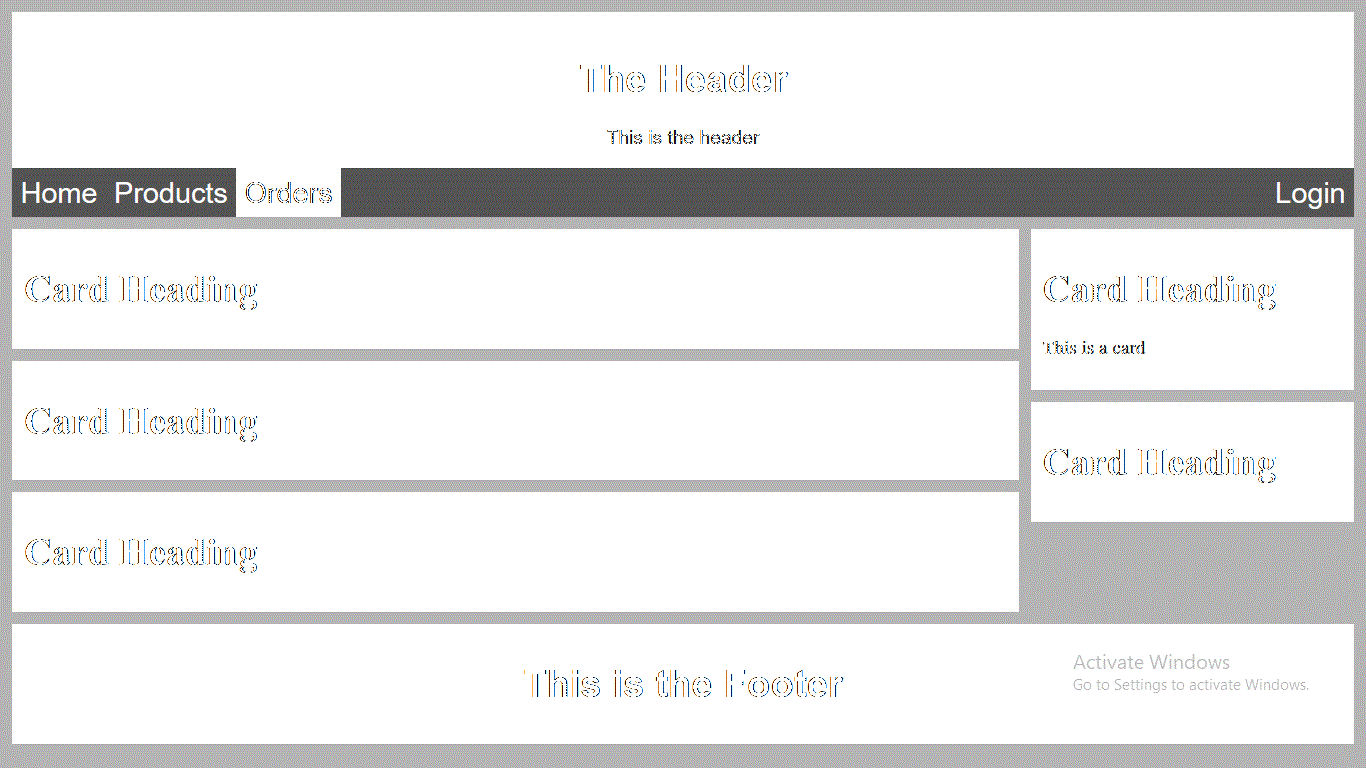 The Header
This is the header
Home Products Orders Login
Card Heading
Card Heading
Card Heading
Card Heading
This is a card
Card Heading
This is the Footer
Activate Windows
Go to Settings to activate Windows.